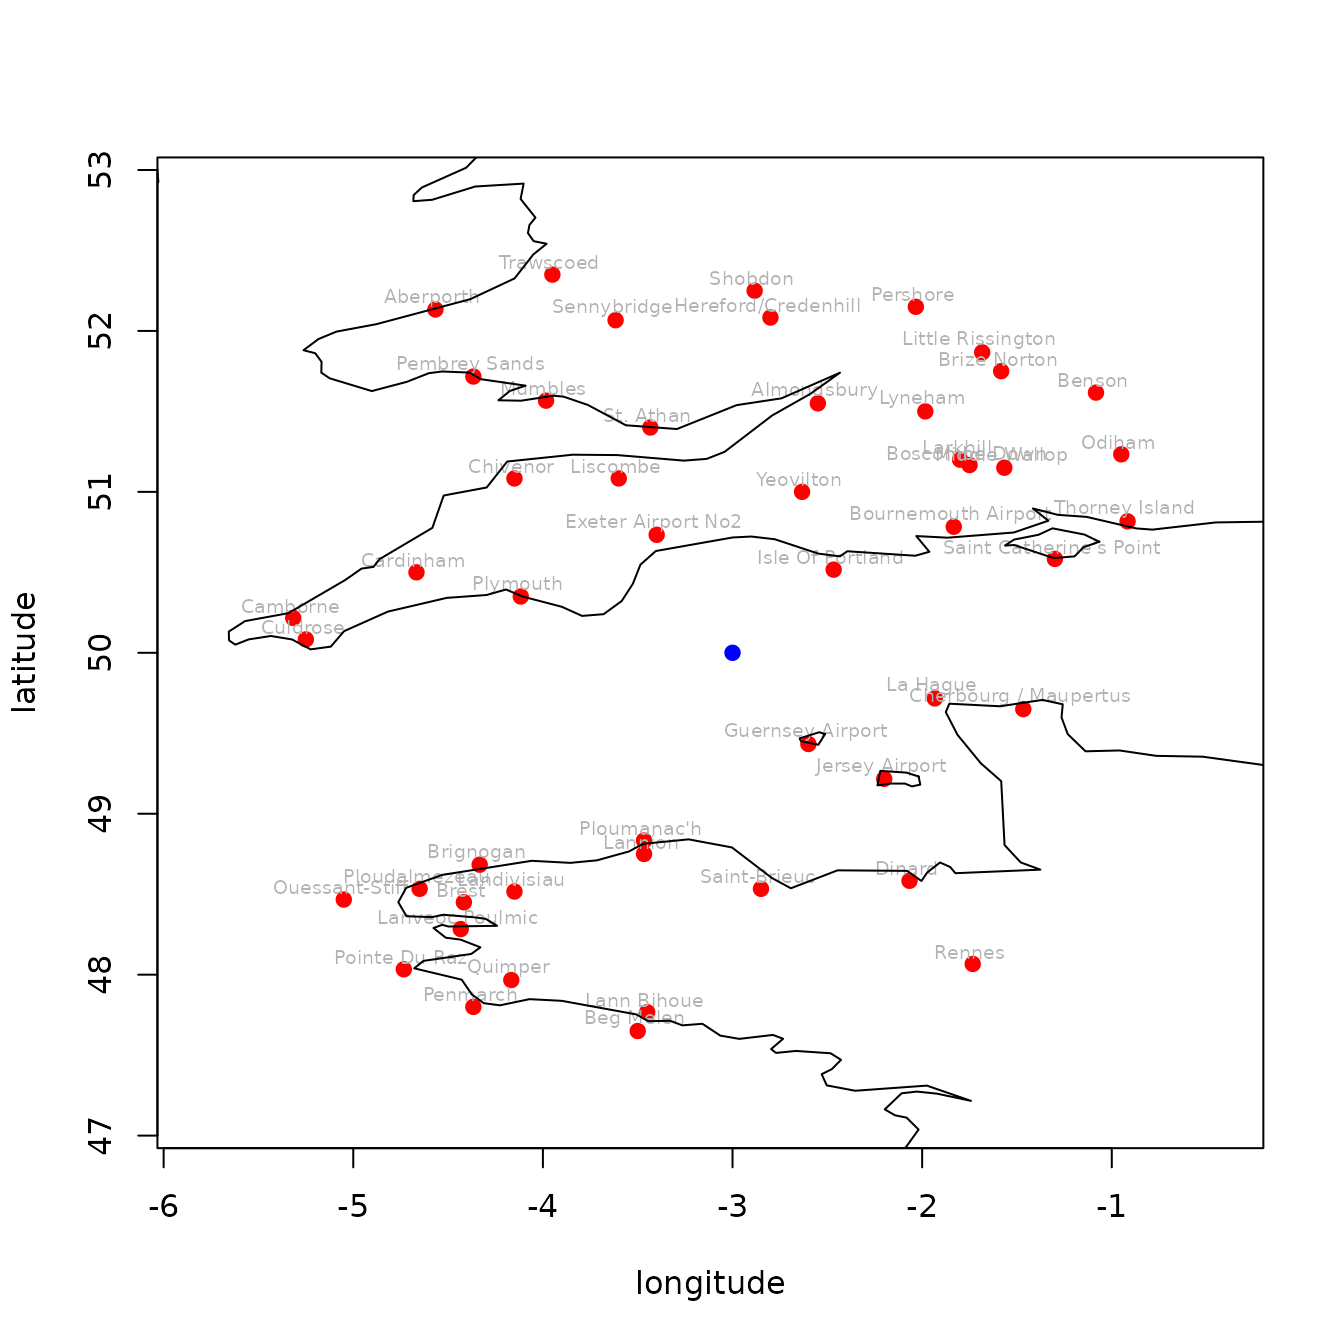 53
52
51
50
49
48
47
latitude
Trawscoed
Shobdon
Aberporth
Sennybridge
Hereford/Credenhill
Pershore
Little Rissington
Brize Norton
Pembrey Sands
Mumbles
Almondsbury
Benson
Lyneham
St. Athan
Larkhill
Boscombe Down
Middle Wallop
Odiham
Chivenor
Liscombe
Yeovilton
Exeter Airport No2
Bournemouth Airport
Thorney Island
Saint Catherine's Point
Isle Of Portland
Cardinham
Plymouth
Camborne
Culdrose
La Hague
Cherbourg / Maupertus
Guernsey Airport
Jersey Airport
Ploumanac'h
Lannion
Brignogan
Ploudalmezeau
Landivisiau
Ouessant-Stiff
Brest
Saint-Brieuc
Dinard
Lanveoc Poulmic
Pointe Du Raz
Quimper
Rennes
Penmarch
Lann Bihoue
Beg Melen
-6 -5 -4 -3 -2 -1
longitude